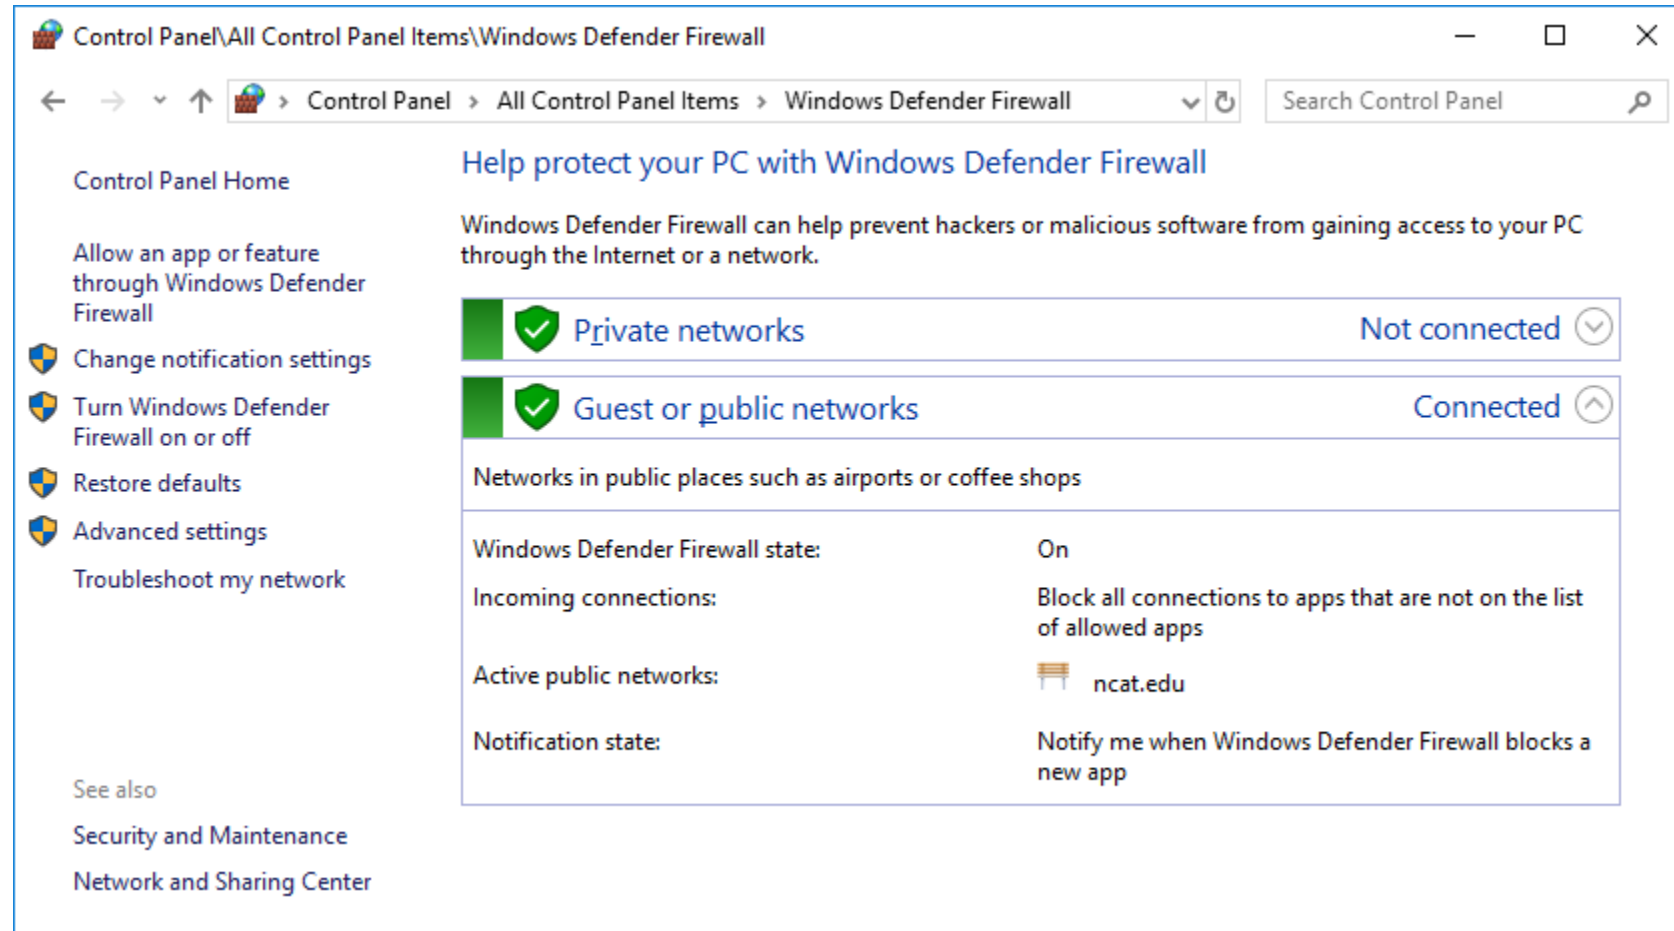 Control Panel\All Control Panel Items\Windows Defender Firewall
Control Panel > All Control Panel Items > Windows Defender Firewall
Search Control Panel
Control Panel Home
Allow an app or feature
through Windows Defender
Firewall
Change notification settings
Turn Windows Defender
Firewall on or off
Restore defaults
Advanced settings
Troubleshoot my network
See also
Security and Maintenance
Network and Sharing Center
Help protect your PC with Windows Defender Firewall
Windows Defender Firewall can help prevent hackers or malicious software from gaining access to your PC
through the Internet or a network.
Private networks Not connected
Guest or public networks Connected
Networks in public places such as airports or coffee shops
Windows Defender Firewall state: On
Incoming connections: Block all connections to apps that are not on the list
of allowed apps
Active public networks: ncat.edu
Notification state: Notify me when Windows Defender Firewall blocks a
new app